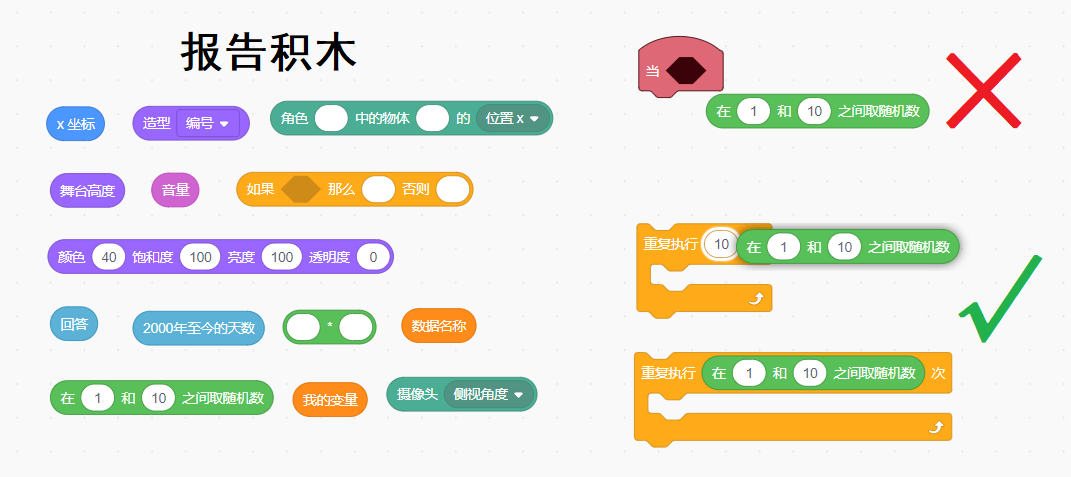 报告积木
x 坐标
造型 编号
角色 中的物体 的 位置 x
舞台高度
音量
如果 那么 否则
颜色 40 饱和度 100 亮度 100 透明度 0
回答
2000年至今的天数
*
数据名称
在 1 和 10 之间取随机数
我的变量
摄像头 侧视角度
当
在 1 和 10 之间取随机数
重复执行 10
在 1 和 10 之间取随机数
重复执行 在 1 和 10 之间取随机数 次